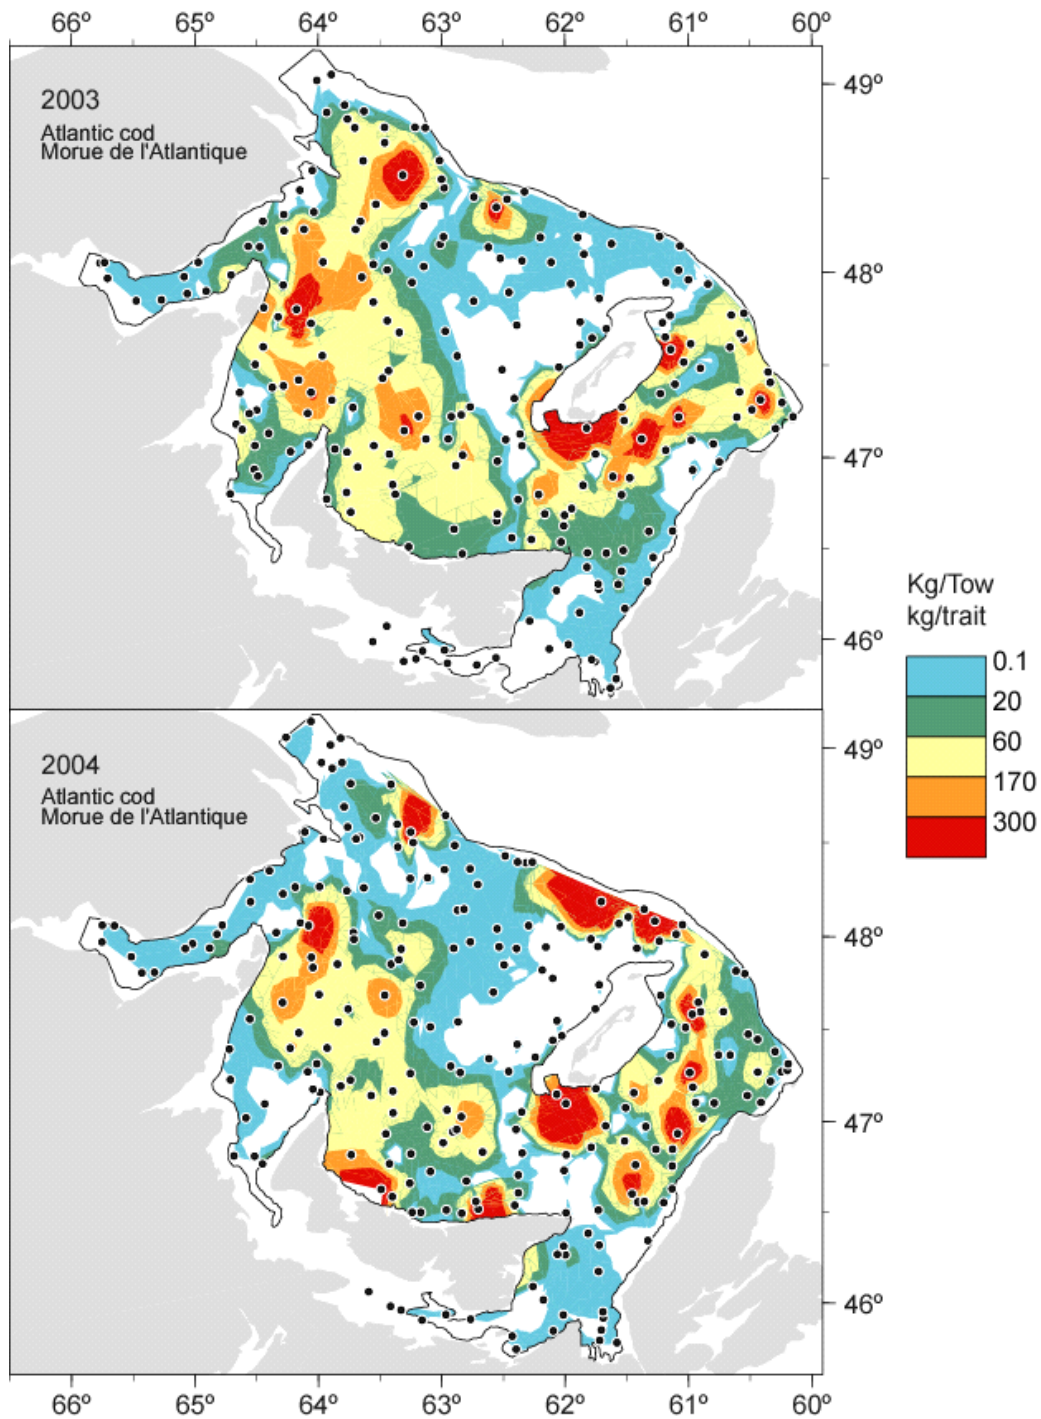 66º 65º 64º 63º 62º 61º 60º
2003
Atlantic cod
Morue de l'Atlantique
49º
48º
47º
46º
Kg/Tow
kg/trait
0.1
20
60
170
300
2004
Atlantic cod
Morue de l'Atlantique
49º
48º
47º
46º
66º 65º 64º 63º 62º 61º 60º